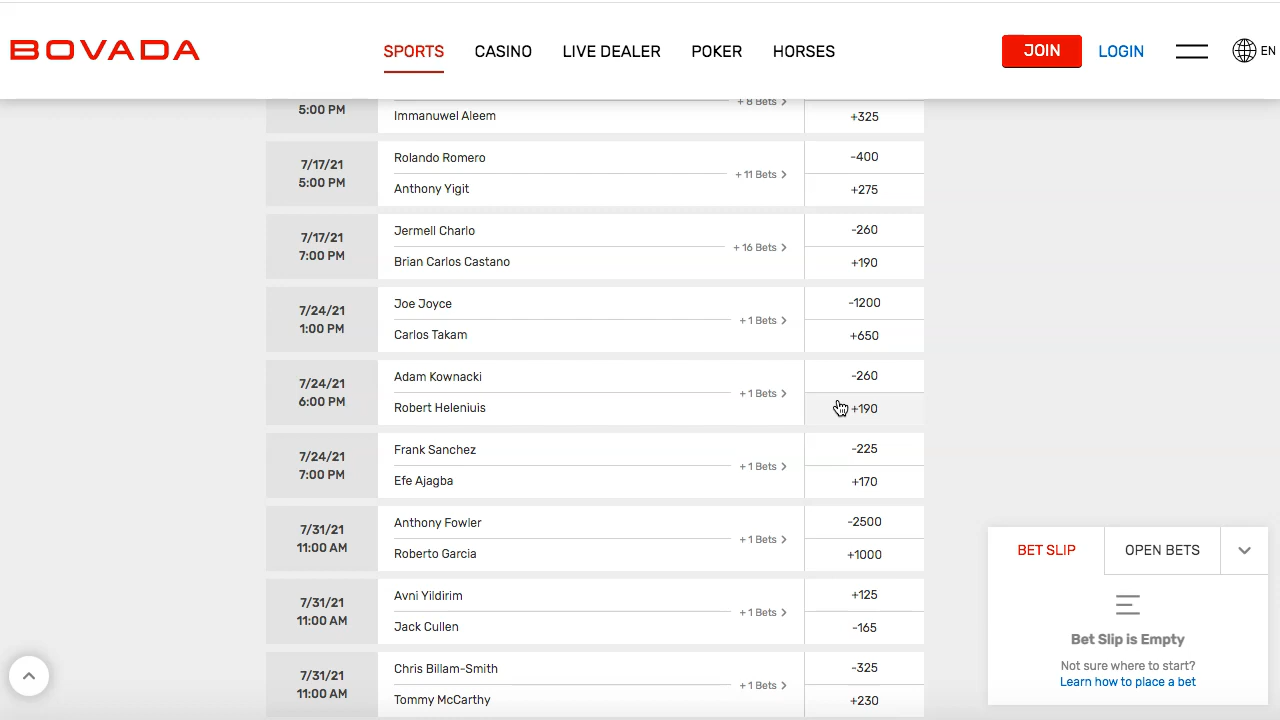 BOVADA
SPORTS CASINO LIVE DEALER POKER HORSES
JOIN LOGIN EN
5:00 PM
+ 8 Bets
Immanuwel Aleem
+325
7/17/21
5:00 PM
Rolando Romero
Anthony Yigit
+ 11 Bets
-400
+275
7/17/21
7:00 PM
Jermell Charlo
Brian Carlos Castano
+ 16 Bets
-260
+190
7/24/21
1:00 PM
Joe Joyce
Carlos Takam
+ 1 Bets
-1200
+650
7/24/21
6:00 PM
Adam Kownacki
Robert Heleniuis
+ 1 Bets
-260
+190
7/24/21
7:00 PM
Frank Sanchez
Efe Ajagba
+ 1 Bets
-225
+170
7/31/21
11:00 AM
Anthony Fowler
Roberto Garcia
+ 1 Bets
-2500
+1000
7/31/21
11:00 AM
Avni Yildirim
Jack Cullen
+ 1 Bets
+125
-165
7/31/21
11:00 AM
Chris Billam-Smith
Tommy McCarthy
+ 1 Bets
-325
+230
BET SLIP OPEN BETS
Bet Slip is Empty
Not sure where to start?
Learn how to place a bet